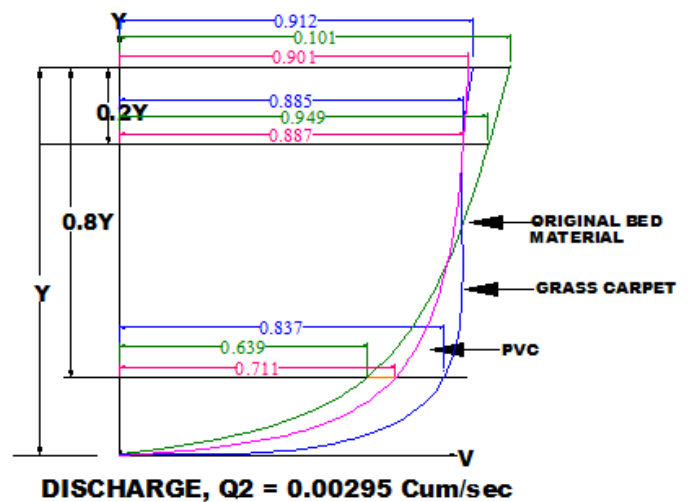 0.912
Y
0.101
0.901
0.885
0.2Y
0.949
0.887
0.8Y
ORIGINAL BED
MATERIAL
Y
GRASS CARPET
0.837
0.639
PVC
0.711
V
DISCHARGE, Q2 = 0.00295 Cum/sec